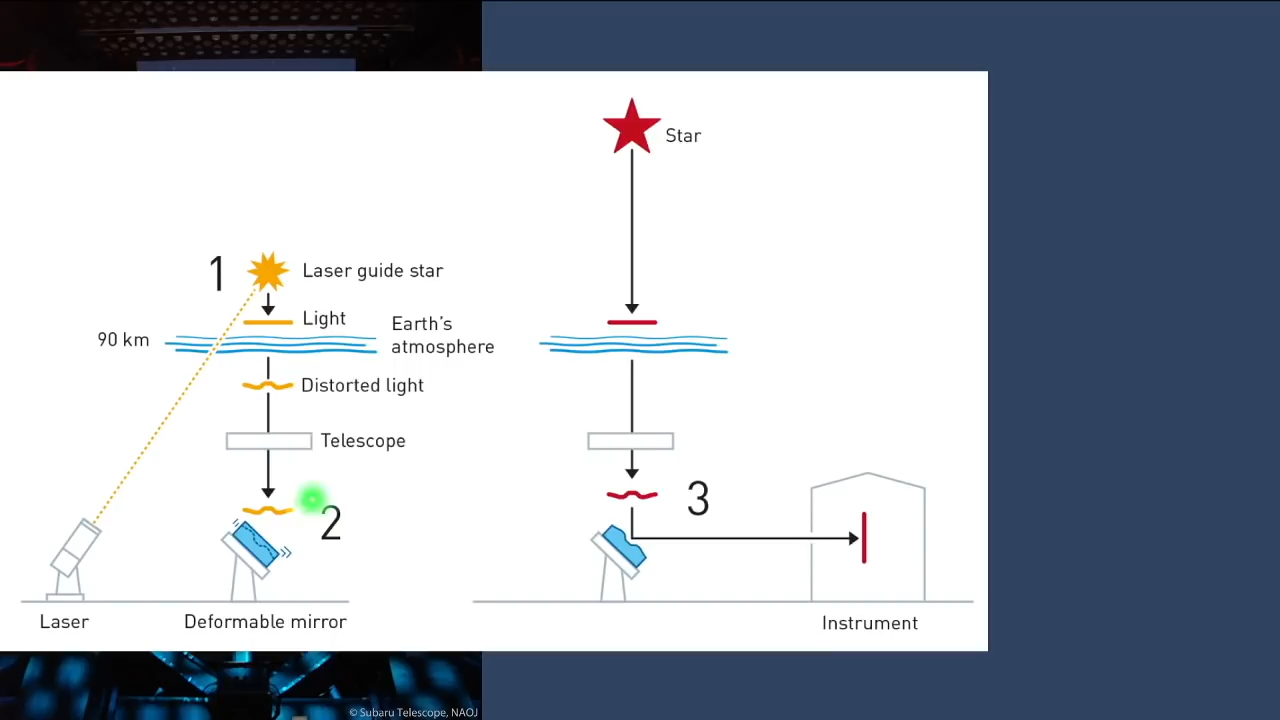 Star
1
Laser guide star
Light
Earth's
atmosphere
90 km
Distorted light
Telescope
2
3
Laser
Deformable mirror
Instrument
© Subaru Telescope, NAOJ